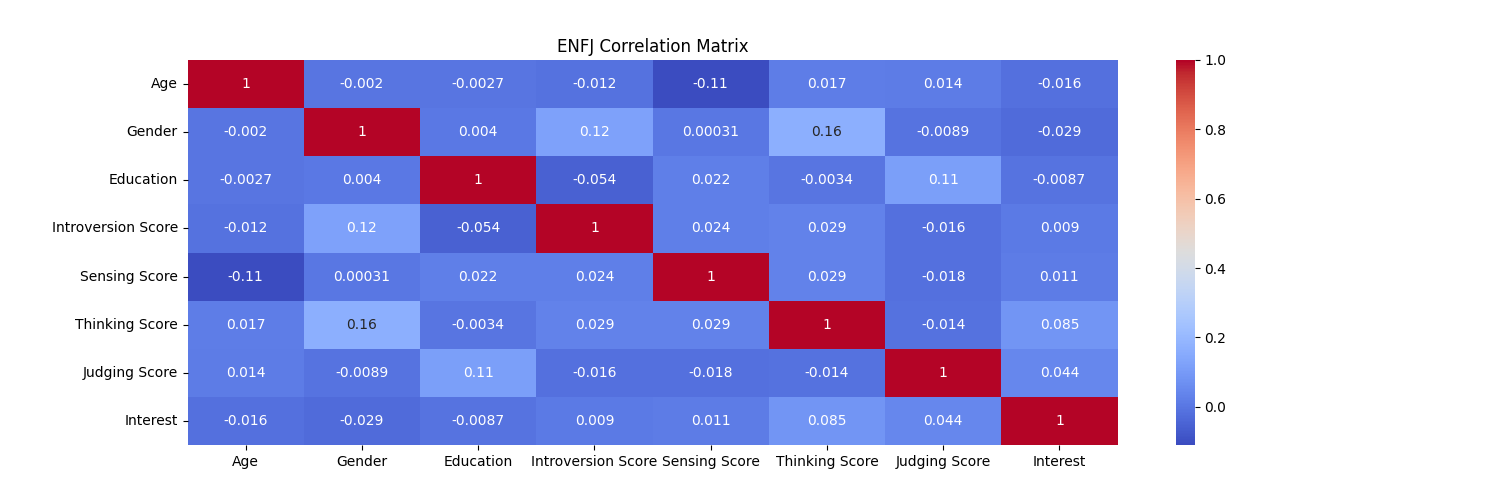 ENFJ Correlation Matrix
Age 1 -0.002 -0.0027 -0.012 -0.11 0.017 0.014 -0.016
Gender -0.002 1 0.004 0.12 0.00031 0.16 -0.0089 -0.029
Education -0.0027 0.004 1 -0.054 0.022 -0.0034 0.11 -0.0087
Introversion Score -0.012 0.12 -0.054 1 0.024 0.029 -0.016 0.009
Sensing Score -0.11 0.00031 0.022 0.024 1 0.029 -0.018 0.011
Thinking Score 0.017 0.16 -0.0034 0.029 0.029 1 -0.014 0.085
Judging Score 0.014 -0.0089 0.11 -0.016 -0.018 -0.014 1 0.044
Interest -0.016 -0.029 -0.0087 0.009 0.011 0.085 0.044 1
Age Gender Education Introversion Score Sensing Score Thinking Score Judging Score Interest
1.0
0.8
0.6
0.4
0.2
0.0